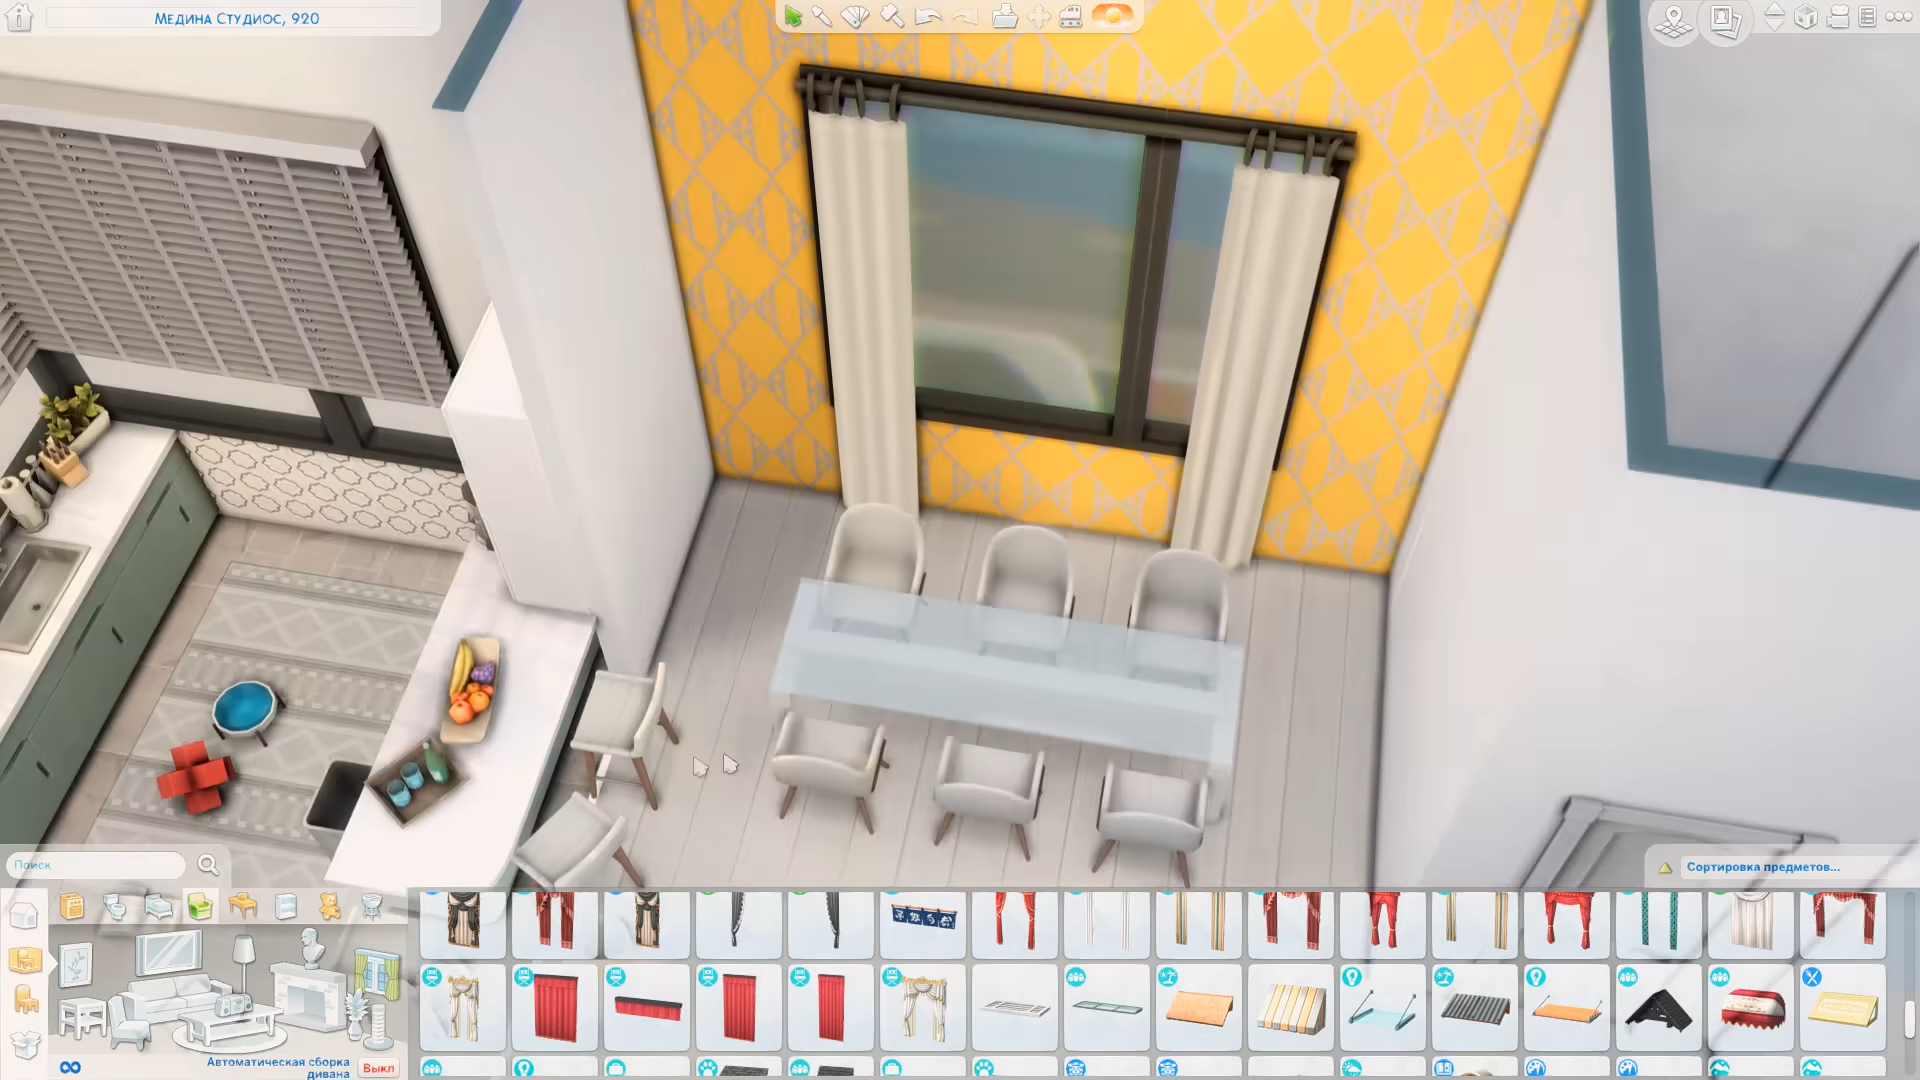 Медина Студиос, 920
Поиск
Сортировка предметов...
Автоматическая сборка
дивана
Выкл